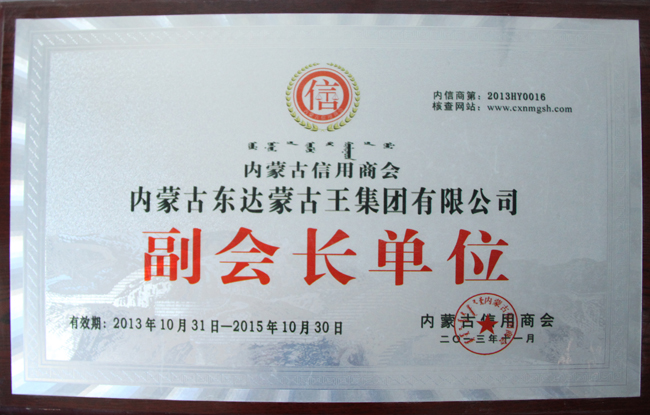 信
内信商第：2013HY0016
核查网站：www.cxnmgsh.com
内蒙古信用商会
内蒙古东达蒙古王集团有限公司
副会长单位
有效期：2013年10月31日—2015年10月30日
内蒙古信用商会
二〇一三年十一月